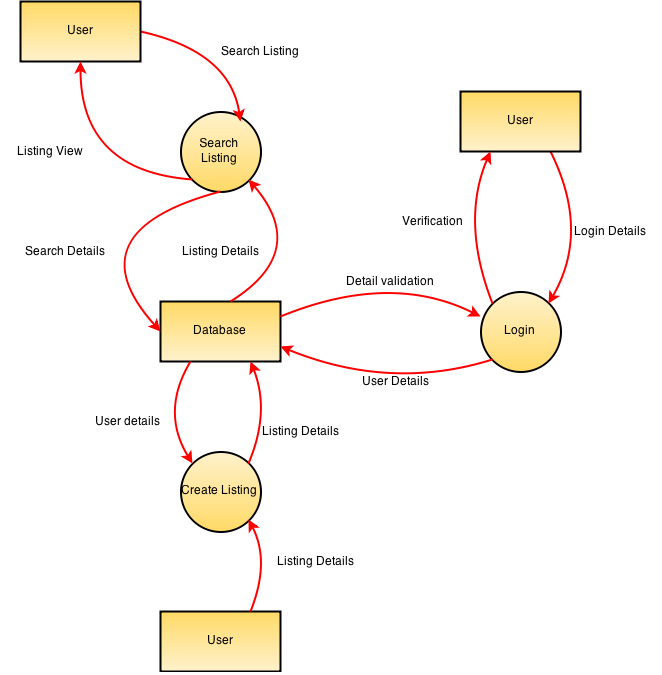 User
Search Listing
User
Search
Listing
Listing View
Verification
Login Details
Search Details
Listing Details
Detail validation
Database
Login
User Details
User details
Listing Details
Create Listing
Listing Details
User